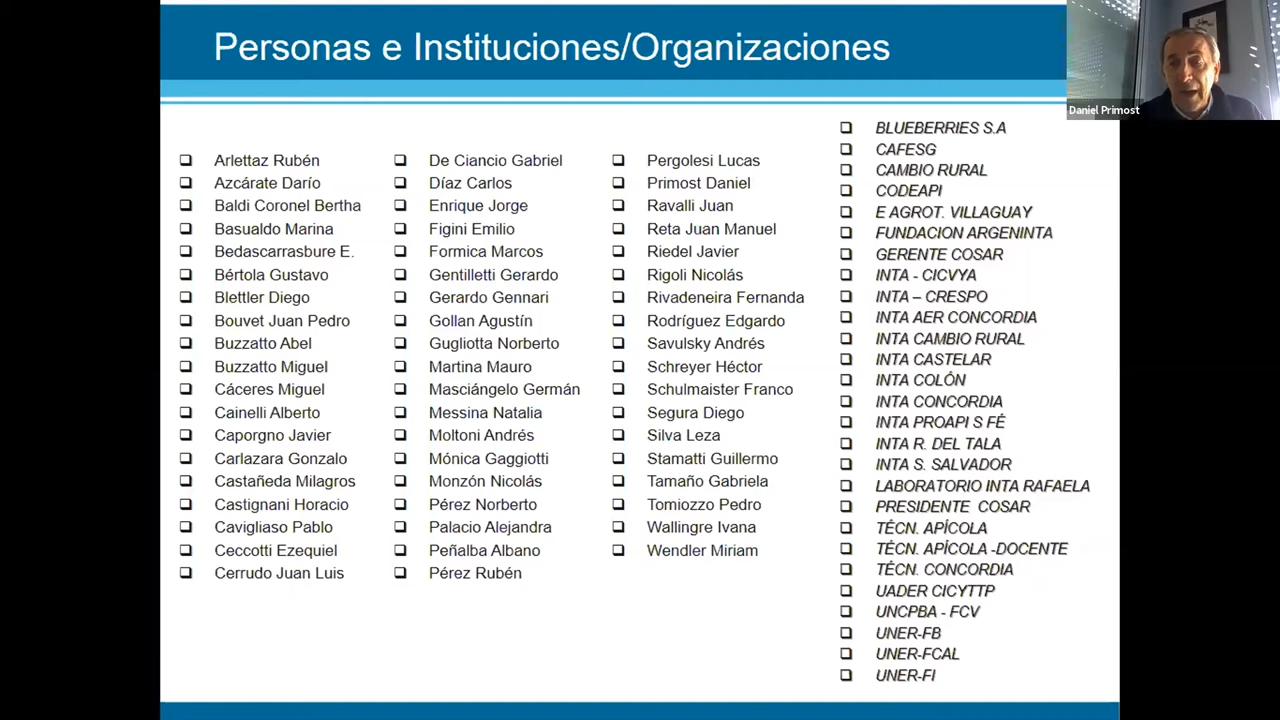 Personas e Instituciones/Organizaciones
Daniel Primost
Arlettaz Rubén
Azcárate Darío
Baldi Coronel Bertha
Basualdo Marina
Bedascarrasbure E.
Bértola Gustavo
Blettler Diego
Bouvet Juan Pedro
Buzzatto Abel
Buzzatto Miguel
Cáceres Miguel
Cainelli Alberto
Caporgno Javier
Carlazara Gonzalo
Castañeda Milagros
Castignani Horacio
Cavigliaso Pablo
Ceccotti Ezequiel
Cerrudo Juan Luis
De Ciancio Gabriel
Díaz Carlos
Enrique Jorge
Figini Emilio
Formica Marcos
Gentilletti Gerardo
Gerardo Gennari
Gollan Agustín
Gugliotta Norberto
Martina Mauro
Masciángelo Germán
Messina Natalia
Moltoni Andrés
Mónica Gaggiotti
Monzón Nicolás
Pérez Norberto
Palacio Alejandra
Peñalba Albano
Pérez Rubén
Pergolesi Lucas
Primost Daniel
Ravalli Juan
Reta Juan Manuel
Riedel Javier
Rigoli Nicolás
Rivadeneira Fernanda
Rodríguez Edgardo
Savulsky Andrés
Schreyer Héctor
Schulmaister Franco
Segura Diego
Silva Leza
Stamatti Guillermo
Tamaño Gabriela
Tomiozzo Pedro
Wallingre Ivana
Wendler Miriam
BLUEBERRIES S.A
CAFESG
CAMBIO RURAL
CODEAPI
E AGROT. VILLAGUAY
FUNDACION ARGENINTA
GERENTE COSAR
INTA - CICVYA
INTA – CRESPO
INTA AER CONCORDIA
INTA CAMBIO RURAL
INTA CASTELAR
INTA COLÓN
INTA CONCORDIA
INTA PROAPI S FÉ
INTA R. DEL TALA
INTA S. SALVADOR
LABORATORIO INTA RAFAELA
PRESIDENTE COSAR
TÉCN. APÍCOLA
TÉCN. APÍCOLA -DOCENTE
TÉCN. CONCORDIA
UADER CICYTTP
UNCPBA - FCV
UNER-FB
UNER-FCAL
UNER-FI